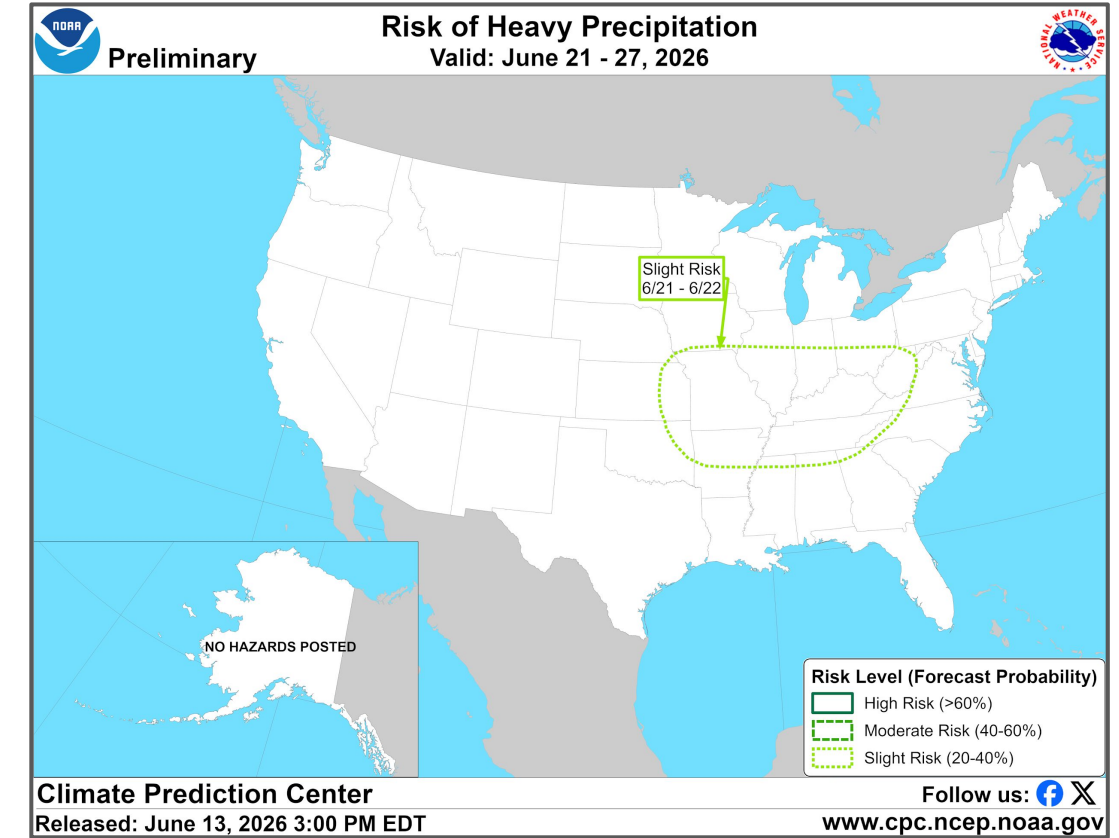 NOAA
Preliminary
Risk of Heavy Precipitation
Valid: June 21 - 27, 2026
NATIONAL WEATHER SERVICE
Slight Risk
6/21 - 6/22
NO HAZARDS POSTED
Risk Level (Forecast Probability)
High Risk (>60%)
Moderate Risk (40-60%)
Slight Risk (20-40%)
Climate Prediction Center
Follow us:
Released: June 13, 2026 3:00 PM EDT
www.cpc.ncep.noaa.gov